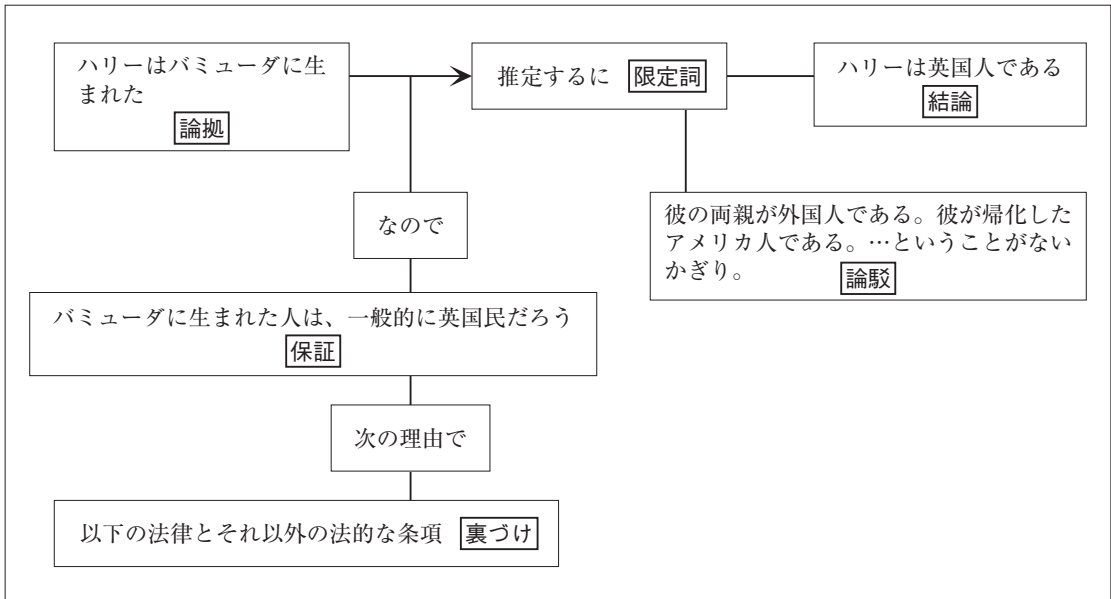 ハリーはバミューダに生
まれた
論拠
推定するに 限定詞
ハリーは英国人である
結論
なので
彼の両親が外国人である。彼が帰化した
アメリカ人である。…ということがない
かぎり。 論駁
バミューダに生まれた人は、一般的に英国民だろう
保証
次の理由で
以下の法律とそれ以外の法的な条項 裏づけ